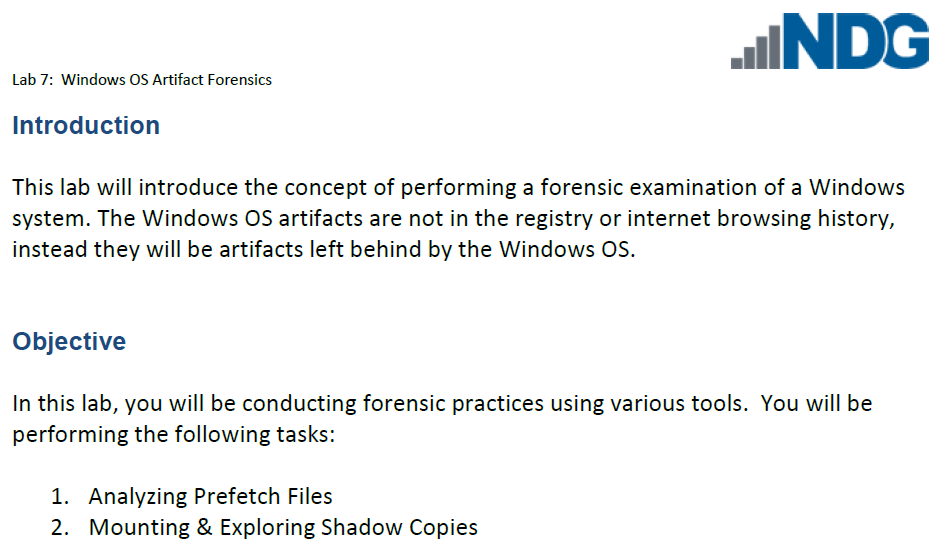 NDG
Lab 7: Windows OS Artifact Forensics
Introduction
This lab will introduce the concept of performing a forensic examination of a Windows
system. The Windows OS artifacts are not in the registry or internet browsing history,
instead they will be artifacts left behind by the Windows OS.
Objective
In this lab, you will be conducting forensic practices using various tools.  You will be
performing the following tasks:
1. Analyzing Prefetch Files
2. Mounting & Exploring Shadow Copies